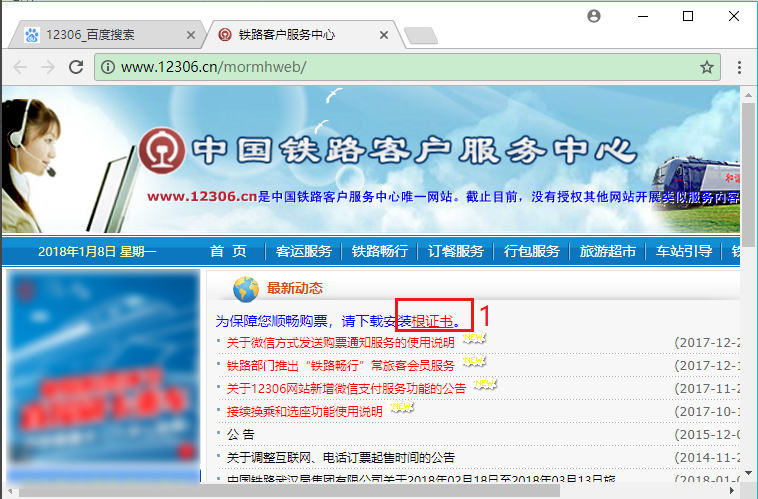 12306_百度搜索
铁路客户服务中心
www.12306.cn/mormhweb/
中国铁路客户服务中心
www.12306.cn是中国铁路客户服务中心唯一网站。截止目前，没有授权其他网站开展类似服务内容
2018年1月8日 星期一 首 页 客运服务 铁路畅行 订餐服务 行包服务 旅游超市 车站引导 铁
最新动态
为保障您顺畅购票，请下载安装根证书。 1
关于微信方式发送购票通知服务的使用说明 NEW (2017-12-2
铁路部门推出“铁路畅行”常旅客会员服务 NEW (2017-12-1
关于12306网站新增微信支付服务功能的公告 NEW (2017-11-2
接续换乘和选座功能使用说明 NEW (2017-10-1
公 告 (2015-12-0
关于调整互联网、电话订票起售时间的公告 (2014-11-2
中国铁路武汉局集团有限公司关于2018年02月18日至2018年03月13日旅 (2018-01-0